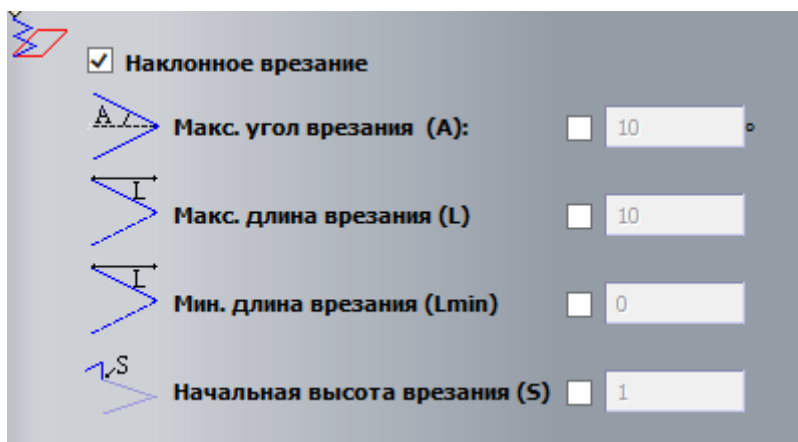 Наклонное врезание
A Макс. угол врезания (A): 10 °
L Макс. длина врезания (L) 10
L Мин. длина врезания (Lmin) 0
S Начальная высота врезания (S) 1